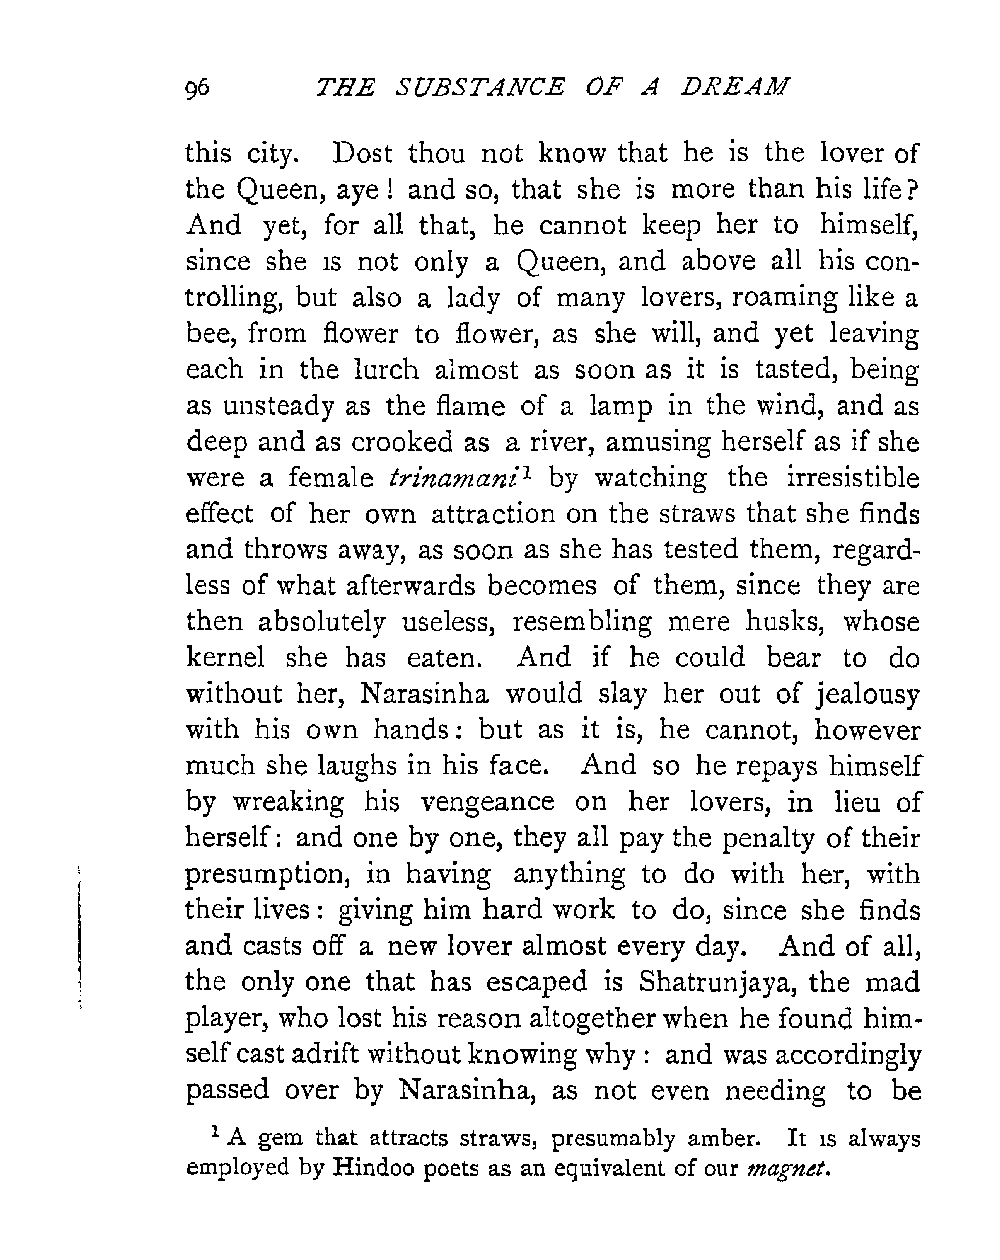 96 THE SUBSTANCE OF A DREAM
this city. Dost thou not know that he is the lover of
the Queen, aye! and so, that she is more than his life?
And yet, for all that, he cannot keep her to himself,
since she is not only a Queen, and above all his con-
trolling, but also a lady of many lovers, roaming like a
bee, from flower to flower, as she will, and yet leaving
each in the lurch almost as soon as it is tasted, being
as unsteady as the flame of a lamp in the wind, and as
deep and as crooked as a river, amusing herself as if she
were a female trinamani¹ by watching the irresistible
effect of her own attraction on the straws that she finds
and throws away, as soon as she has tested them, regard-
less of what afterwards becomes of them, since they are
then absolutely useless, resembling mere husks, whose
kernel she has eaten. And if he could bear to do
without her, Narasinha would slay her out of jealousy
with his own hands: but as it is, he cannot, however
much she laughs in his face. And so he repays himself
by wreaking his vengeance on her lovers, in lieu of
herself: and one by one, they all pay the penalty of their
presumption, in having anything to do with her, with
their lives: giving him hard work to do, since she finds
and casts off a new lover almost every day. And of all,
the only one that has escaped is Shatrunjaya, the mad
player, who lost his reason altogether when he found him-
self cast adrift without knowing why: and was accordingly
passed over by Narasinha, as not even needing to be
¹ A gem that attracts straws, presumably amber. It is always
employed by Hindoo poets as an equivalent of our magnet.